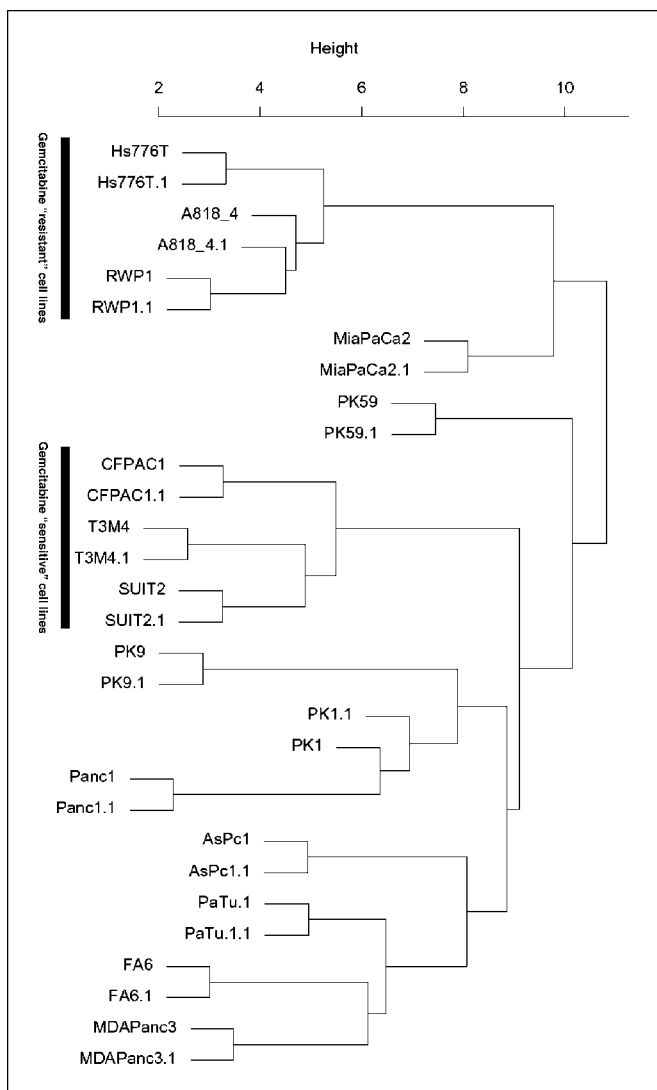 Height
2 4 6 8 10
Gemcitabine "resistant" cell lines
Hs776T
Hs776T.1
A818_4
A818_4.1
RWP1
RWP1.1
MiaPaCa2
MiaPaCa2.1
PK59
PK59.1
Gemcitabine "sensitive" cell lines
CFPAC1
CFPAC1.1
T3M4
T3M4.1
SUIT2
SUIT2.1
PK9
PK9.1
PK1.1
PK1
Panc1
Panc1.1
AsPc1
AsPc1.1
PaTu.1
PaTu.1.1
FA6
FA6.1
MDAPanc3
MDAPanc3.1